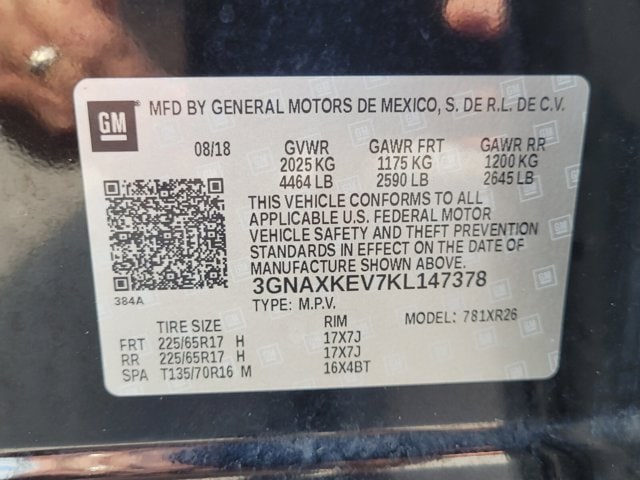 GM MFD BY GENERAL MOTORS DE MEXICO, S. DE R.L. DE C.V.
08/18 GVWR GAWR FRT GAWR RR
2025 KG 1175 KG 1200 KG
4464 LB 2590 LB 2645 LB
THIS VEHICLE CONFORMS TO ALL
APPLICABLE U.S. FEDERAL MOTOR
VEHICLE SAFETY AND THEFT PREVENTION
STANDARDS IN EFFECT ON THE DATE OF
MANUFACTURE SHOWN ABOVE.
384A 3GNAXKEV7KL147378
TYPE: M.P.V. MODEL: 781XR26
TIRE SIZE RIM
FRT 225/65R17 H 17X7J
RR 225/65R17 H 17X7J
SPA T135/70R16 M 16X4BT